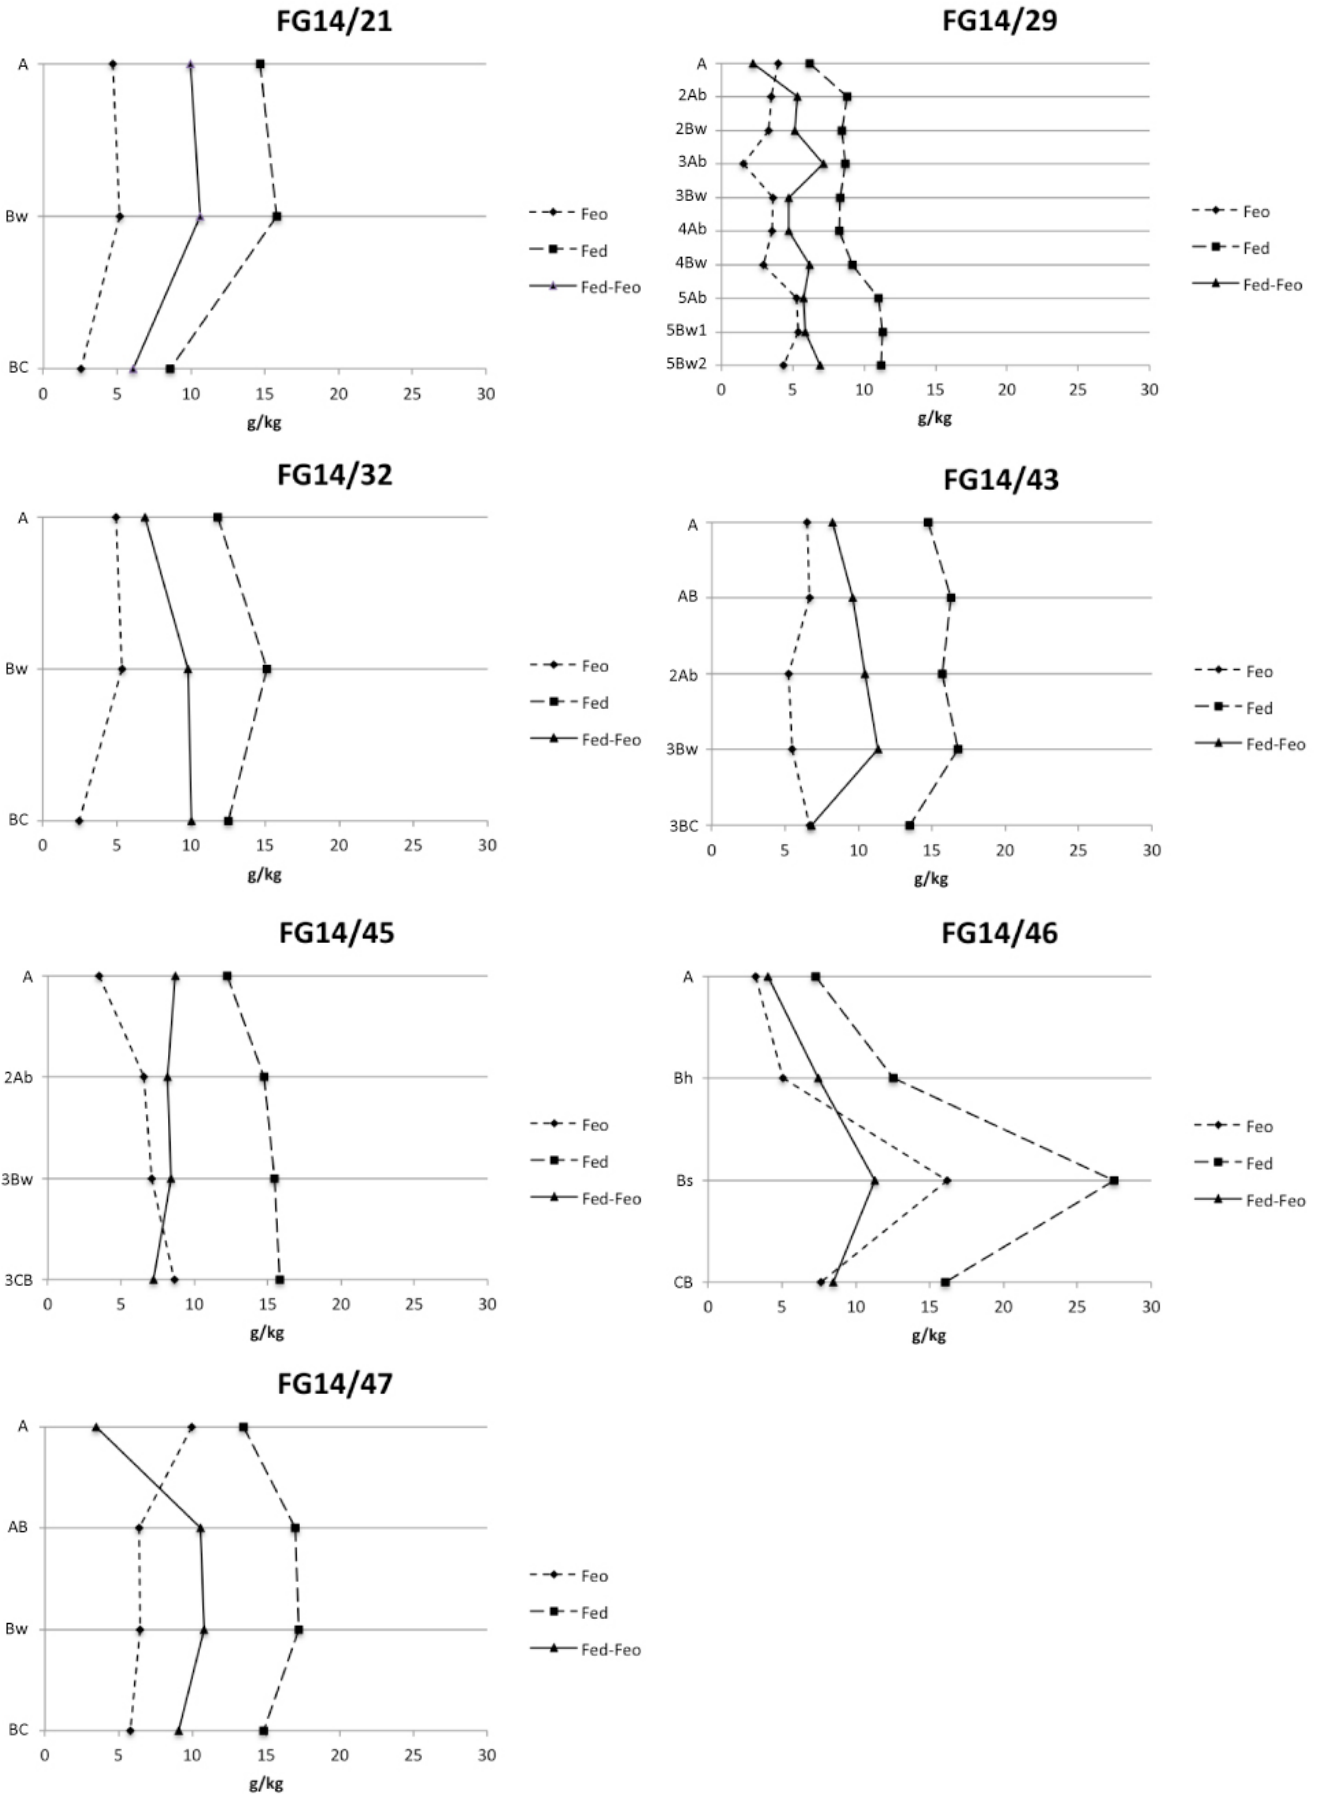 FG14/21
A
Bw
BC
0 5 10 15 20 25 30
g/kg
Feo
Fed
Fed-Feo
FG14/29
A
2Ab
2Bw
3Ab
3Bw
4Ab
4Bw
5Ab
5Bw1
5Bw2
0 5 10 15 20 25 30
g/kg
Feo
Fed
Fed-Feo
FG14/32
A
Bw
BC
0 5 10 15 20 25 30
g/kg
Feo
Fed
Fed-Feo
FG14/43
A
AB
2Ab
3Bw
3BC
0 5 10 15 20 25 30
g/kg
Feo
Fed
Fed-Feo
FG14/45
A
2Ab
3Bw
3CB
0 5 10 15 20 25 30
g/kg
Feo
Fed
Fed-Feo
FG14/46
A
Bh
Bs
CB
0 5 10 15 20 25 30
g/kg
Feo
Fed
Fed-Feo
FG14/47
A
AB
Bw
BC
0 5 10 15 20 25 30
g/kg
Feo
Fed
Fed-Feo